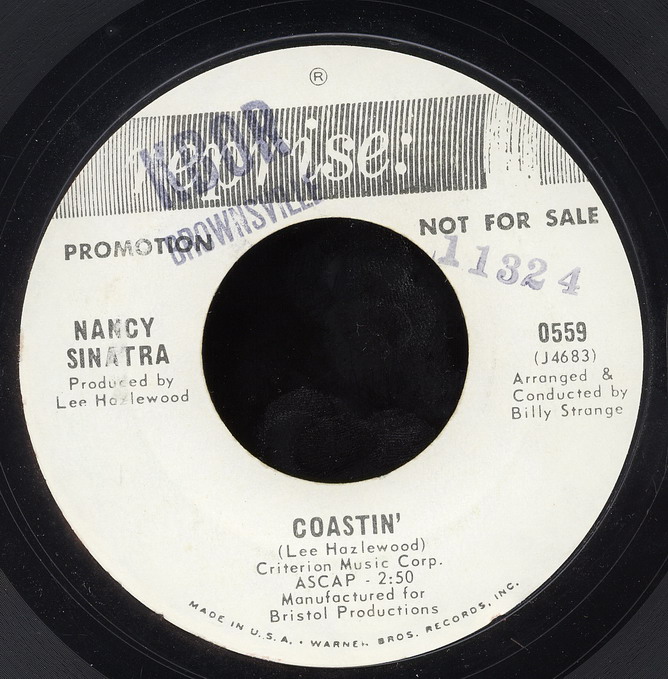 ®
reprise:
KBOR
BROWNSVILLE
PROMOTION
NOT FOR SALE
11324
NANCY
SINATRA
Produced by
Lee Hazlewood
0559
(J4683)
Arranged &
Conducted by
Billy Strange
COASTIN'
(Lee Hazlewood)
Criterion Music Corp.
ASCAP - 2:50
Manufactured for
Bristol Productions
MADE IN U.S.A. • WARNER BROS. RECORDS, INC.